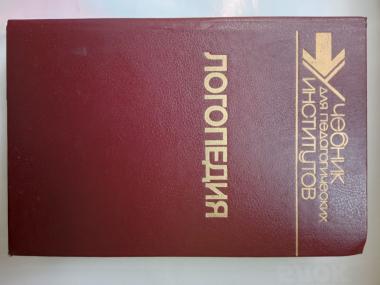 Учебник
для педагогических
институтов
ЛОГОПЕДИЯ